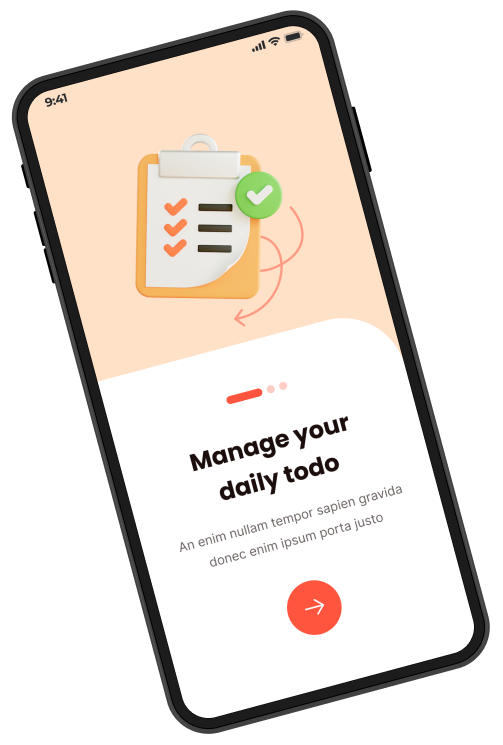 9:41
Manage your
daily todo
An enim nullam tempor sapien gravida
donec enim ipsum porta justo